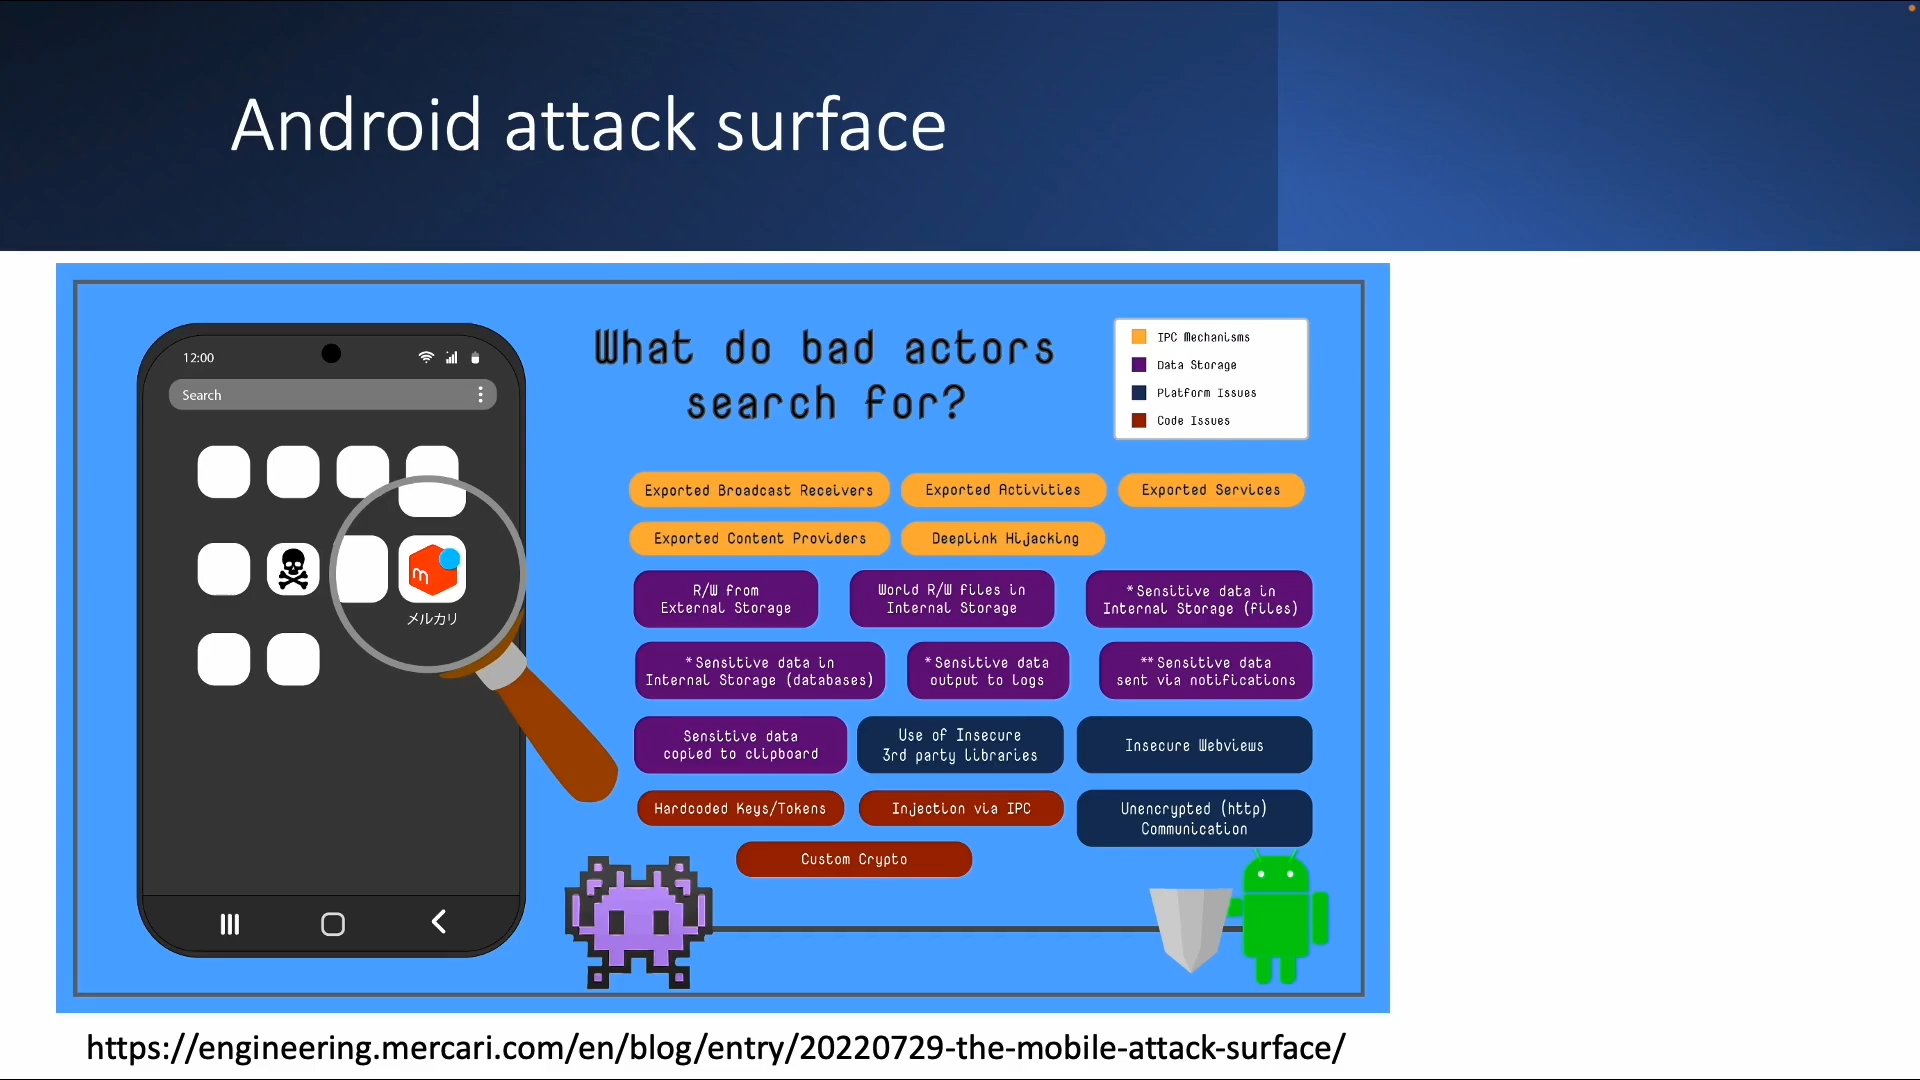 Android attack surface
12:00
Search
m
メルカリ
What do bad actors
search for?
IPC Mechanisms
Data Storage
Platform Issues
Code Issues
Exported Broadcast Receivers
Exported Activities
Exported Services
Exported Content Providers
Deeplink Hijacking
R/W from
External Storage
World R/W files in
Internal Storage
*Sensitive data in
Internal Storage (files)
*Sensitive data in
Internal Storage (databases)
*Sensitive data
output to logs
**Sensitive data
sent via notifications
Sensitive data
copied to clipboard
Use of Insecure
3rd party libraries
Insecure Webviews
Hardcoded Keys/Tokens
Injection via IPC
Unencrypted (http)
Communication
Custom Crypto
https://engineering.mercari.com/en/blog/entry/20220729-the-mobile-attack-surface/